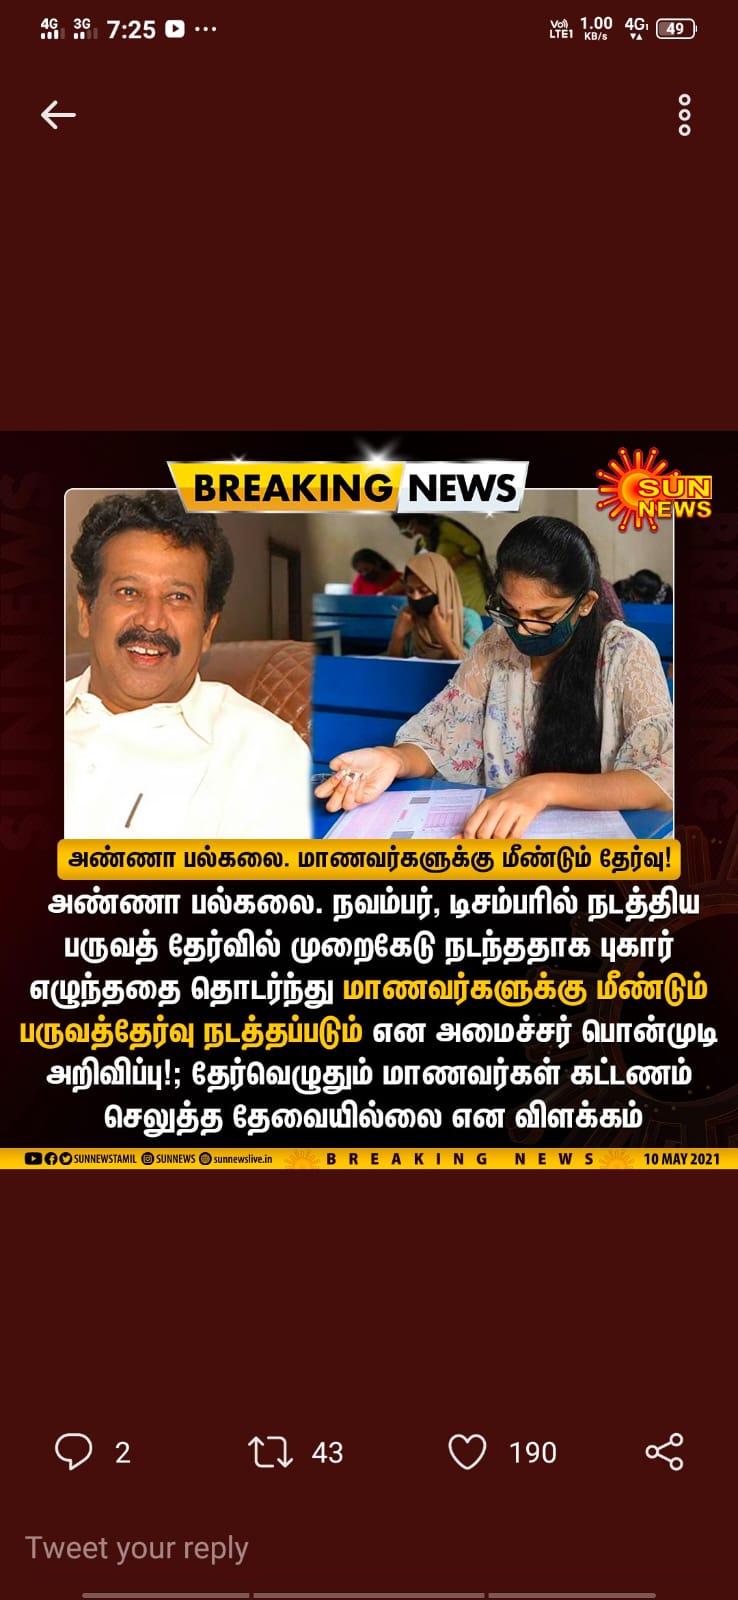 4G 3G 7:25 ...
Vo) LTE1 1.00 KB/s 4G 49
BREAKING NEWS
SUN NEWS
அண்ணா பல்கலை. மாணவர்களுக்கு மீண்டும் தேர்வு!
அண்ணா பல்கலை. நவம்பர், டிசம்பரில் நடத்திய
பருவத் தேர்வில் முறைகேடு நடந்ததாக புகார்
எழுந்ததை தொடர்ந்து மாணவர்களுக்கு மீண்டும்
பருவத்தேர்வு நடத்தப்படும் என அமைச்சர் பொன்முடி
அறிவிப்பு!; தேர்வெழுதும் மாணவர்கள் கட்டணம்
செலுத்த தேவையில்லை என விளக்கம்
SUNNEWSTAMIL SUNNEWS sunnewslive.in BREAKING NEWS 10 MAY 2021
2 43 190
Tweet your reply